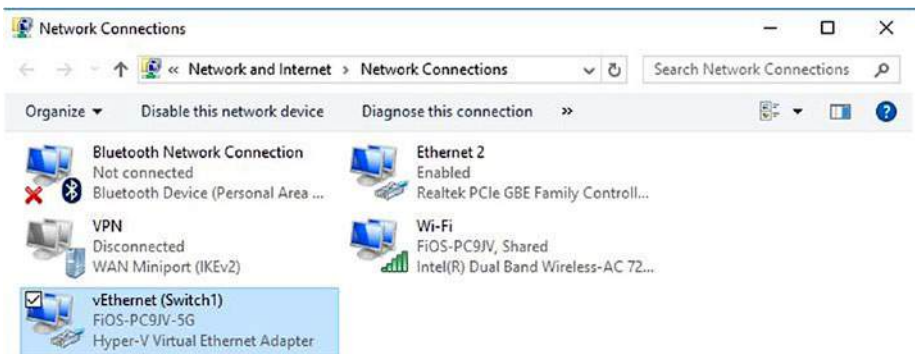 Network Connections
« Network and Internet > Network Connections
Search Network Connections
Organize
Disable this network device
Diagnose this connection
»
Bluetooth Network Connection
Not connected
Bluetooth Device (Personal Area ...
Ethernet 2
Enabled
Realtek PCIe GBE Family Controll...
VPN
Disconnected
WAN Miniport (IKEv2)
Wi-Fi
FiOS-PC9JV, Shared
Intel(R) Dual Band Wireless-AC 72...
vEthernet (Switch1)
FiOS-PC9JV-5G
Hyper-V Virtual Ethernet Adapter